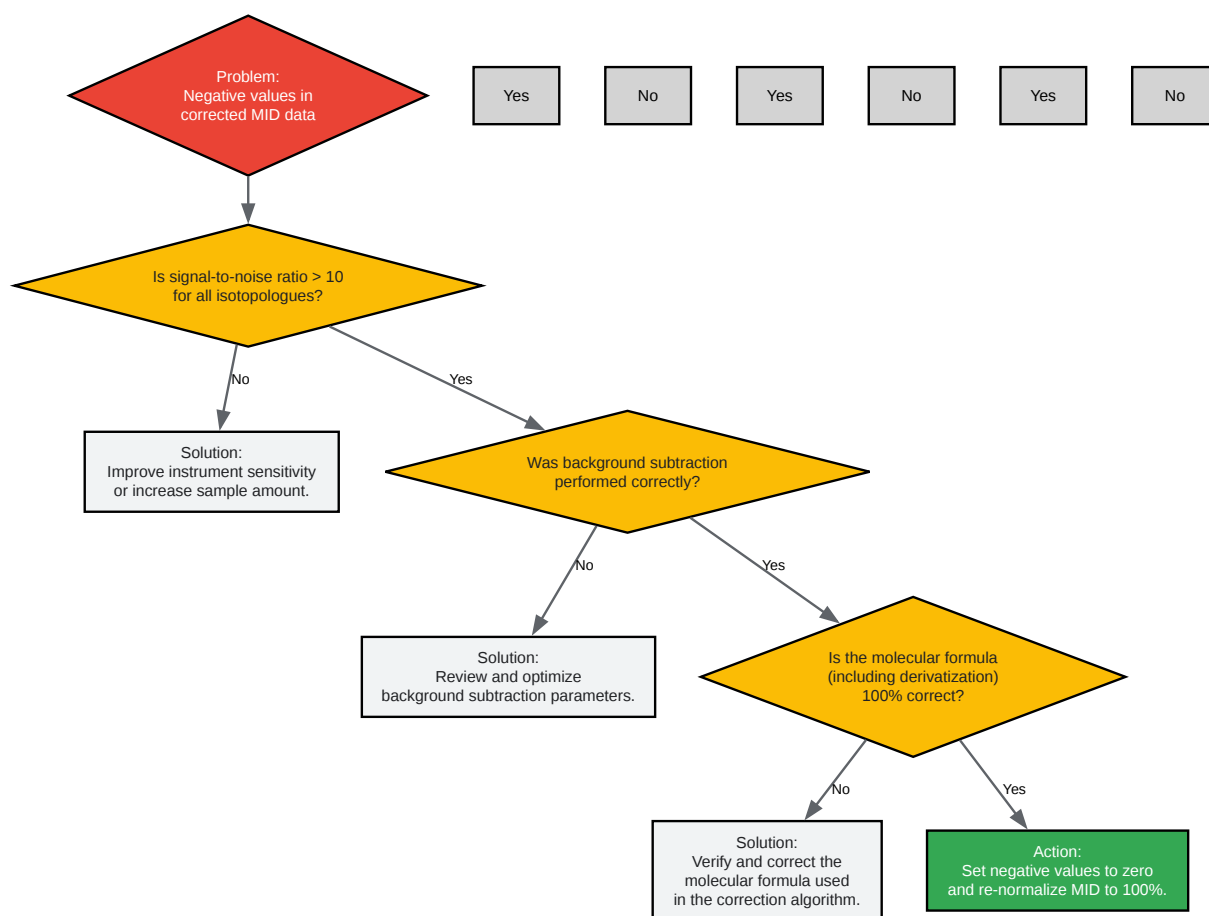 Problem:
Negative values in
corrected MID data
Yes
No
Yes
No
Yes
No
Is signal-to-noise ratio > 10
for all isotopologues?
No
Yes
Solution:
Improve instrument sensitivity
or increase sample amount.
Was background subtraction
performed correctly?
No
Yes
Solution:
Review and optimize
background subtraction parameters.
Is the molecular formula
(including derivatization)
100% correct?
No
Yes
Solution:
Verify and correct the
molecular formula used
in the correction algorithm.
Action:
Set negative values to zero
and re-normalize MID to 100%.